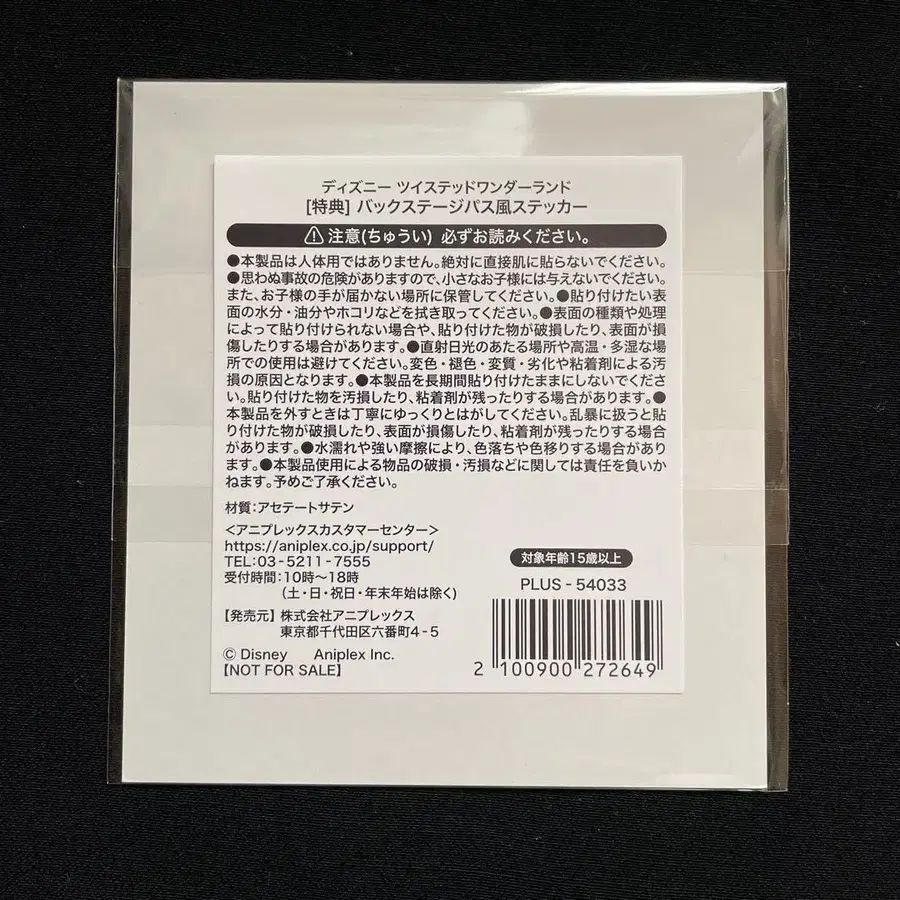 ディズニー ツイステッドワンダーランド
[特典] バックステージパス風ステッカー
⚠注意(ちゅうい) 必ずお読みください。
●本製品は人体用ではありません。絶対に直接肌に貼らないでください。
●思わぬ事故の危険がありますので、小さなお子様には与えないでください。
また、お子様の手が届かない場所に保管してください。●貼り付けたい表
面の水分・油分やホコリなどを拭き取ってください。●表面の種類や処理
によって貼り付けられない場合や、貼り付けた物が破損したり、表面が損
傷したりする場合があります。●直射日光のあたる場所や高温・多湿な場
所での使用は避けてください。変色・褪色・変質・劣化や粘着剤による汚
損の原因となります。●本製品を長期間貼り付けたままにしないでくださ
い。貼り付けた物を汚損したり、粘着剤が残ったりする場合があります。●
本製品を外すときは丁寧にゆっくりとはがしてください。乱暴に扱うと貼
り付けた物が破損したり、表面が損傷したり、粘着剤が残ったりする場合
があります。●水濡れや強い摩擦により、色落ちや色移りする場合があり
ます。●本製品使用による物品の破損・汚損などに関しては責任を負いか
ねます。予めご了承ください。
材質:アセテートサテン
<アニプレックスカスタマーセンター>
https://aniplex.co.jp/support/
TEL:03-5211-7555
受付時間:10時〜18時
(土・日・祝日・年末年始は除く)
【発売元】株式会社アニプレックス
東京都千代田区六番町4-5
© Disney Aniplex Inc.
【NOT FOR SALE】
対象年齢15歳以上
PLUS-54033
2 100900 272649